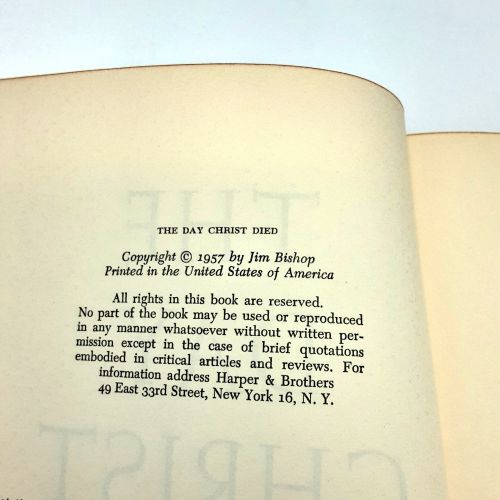 THE DAY CHRIST DIED
Copyright © 1957 by Jim Bishop
Printed in the United States of America
All rights in this book are reserved.
No part of the book may be used or reproduced
in any manner whatsoever without written per-
mission except in the case of brief quotations
embodied in critical articles and reviews. For
information address Harper & Brothers
49 East 33rd Street, New York 16, N. Y.
THE
CHRIST